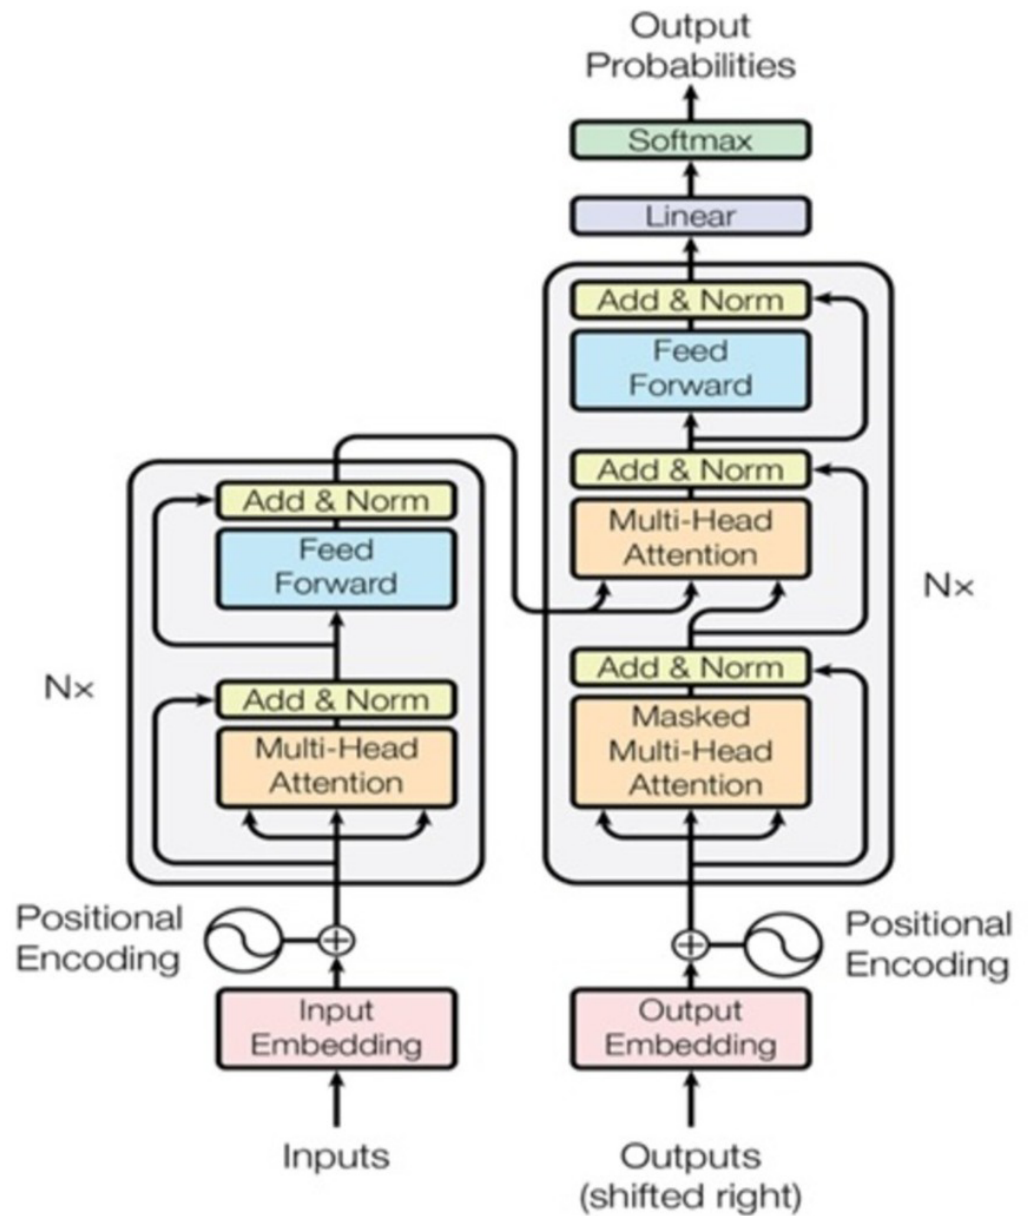 Output
Probabilities
Softmax
Linear
Add & Norm
Feed
Forward
Add & Norm
Multi-Head
Attention
Add & Norm
Masked
Multi-Head
Attention
Nx
Add & Norm
Feed
Forward
Add & Norm
Multi-Head
Attention
Nx
Positional
Encoding
Positional
Encoding
Input
Embedding
Output
Embedding
Inputs
Outputs
(shifted right)